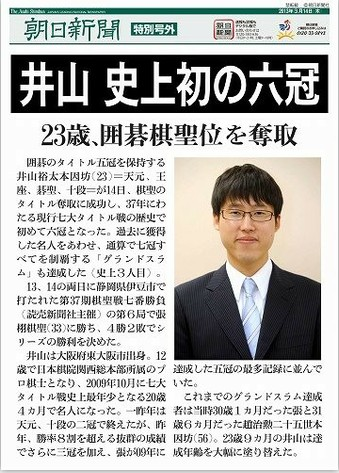 The Asahi Shimbun
朝日新聞
特別号外
2013年3月14日 木
井山 史上初の六冠
23歳、囲碁棋聖位を奪取
囲碁のタイトル五冠を保持する
井山裕太本因坊(23)=天元、王
座、碁聖、十段=が14日、棋聖の
タイトル奪取に成功し、37年にわ
たる現行七大タイトル戦の歴史で
初めて六冠となった。過去に獲得
した名人をあわせ、通算で七冠す
べてを制覇する「グランドスラ
ム」も達成した(史上3人目)。
13、14の両日に静岡県伊豆市で
打たれた第37期棋聖戦七番勝負
(読売新聞社主催)の第6局で張
栩棋聖(33)に勝ち、4勝2敗でシ
リーズの勝利を決めた。
井山は大阪府東大阪市出身。12
歳で日本棋院関西総本部所属のプ
ロ棋士となり、2009年10月に七大
タイトル戦史上最年少となる20歳
4カ月で名人になった。一昨年は
天元、十段の二冠で終えたが、昨
年、勝率8割を超える抜群の成績
でさらに三冠を加え、張が09年に
達成した五冠の最多記録に並んで
いた。
これまでのグランドスラム達成
者は当時30歳1カ月だった張と31
歳6カ月だった趙治勲二十五世本
因坊(56)。23歳9カ月の井山は達
成年齢を大幅に塗り替えた。